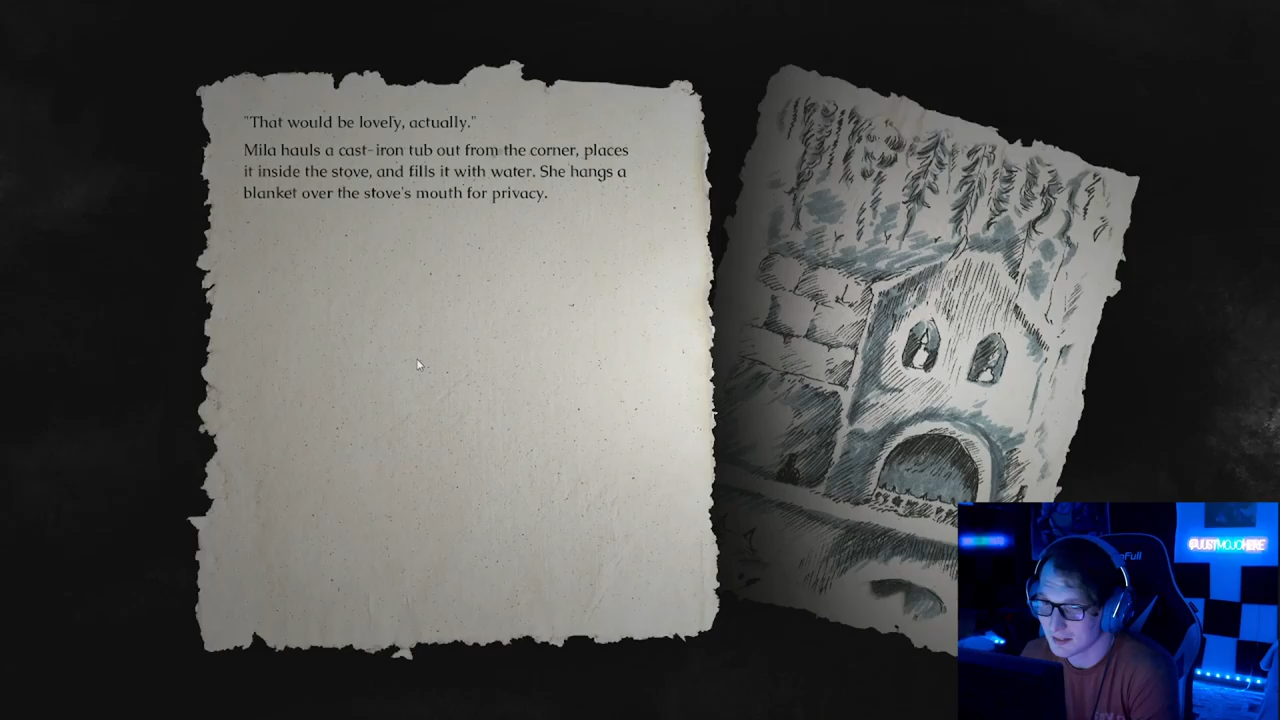 "That would be lovely, actually."
Mila hauls a cast-iron tub out from the corner, places
it inside the stove, and fills it with water. She hangs a
blanket over the stove's mouth for privacy.